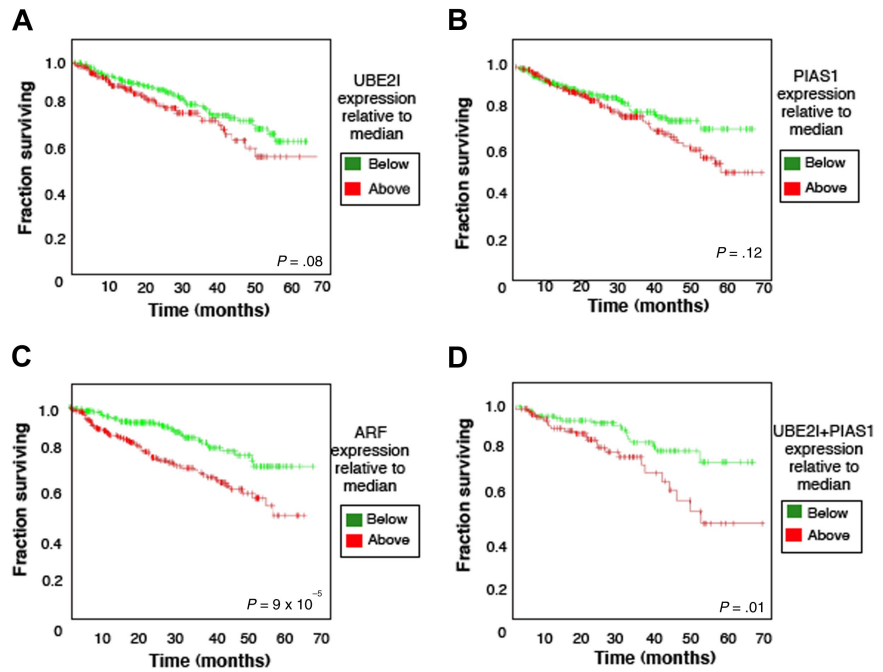 A
1.0
0.8
0.6
0.4
0.2
0
Fraction surviving
10 20 30 40 50 60 70
Time (months)
P = .08
UBE2I
expression
relative to
median
Below
Above
B
1.0
0.8
0.6
0.4
0.2
0
Fraction surviving
10 20 30 40 50 60 70
Time (months)
P = .12
PIAS1
expression
relative to
median
Below
Above
C
1.0
0.8
0.6
0.4
0.2
0
Fraction surviving
10 20 30 40 50 60 70
Time (months)
P = 9 x 10⁻⁵
ARF
expression
relative to
median
Below
Above
D
1.0
0.8
0.6
0.4
0.2
0
Fraction surviving
10 20 30 40 50 60 70
Time (months)
P = .01
UBE2I+PIAS1
expression
relative to
median
Below
Above